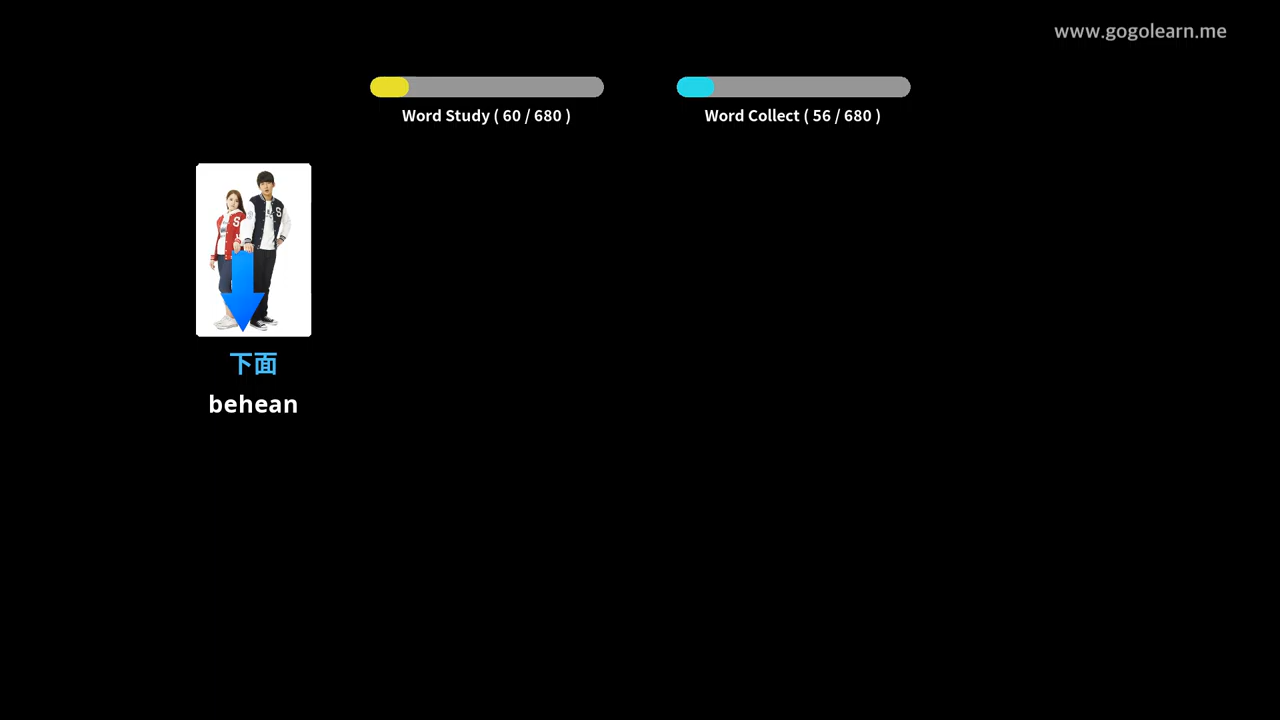 www.gogolearn.me
Word Study ( 60 / 680 )
Word Collect ( 56 / 680 )
S
S
下面
behean